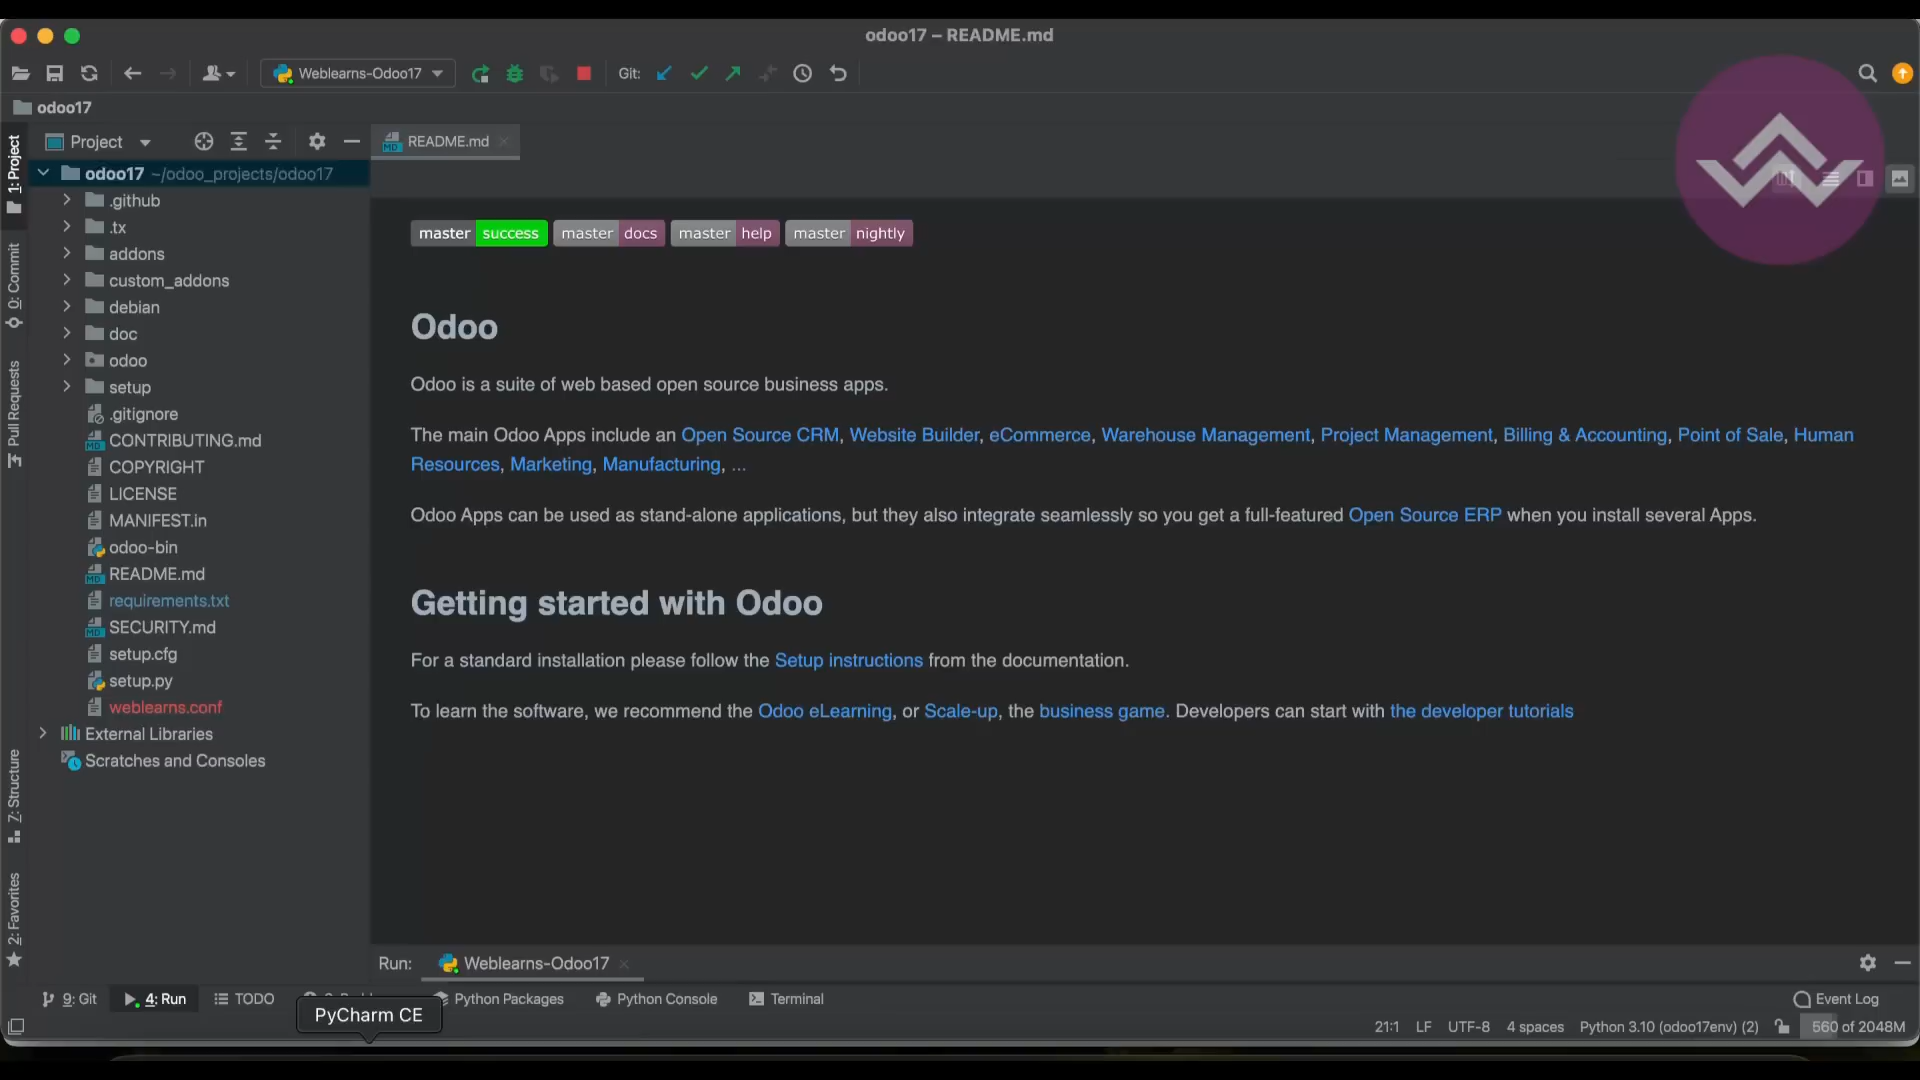 odoo17 – README.md
Weblearns-Odoo17
Git:
odoo17
1: Project
Project
README.md
odoo17 ~/odoo_projects/odoo17
.github
.tx
addons
custom_addons
debian
doc
odoo
setup
.gitignore
CONTRIBUTING.md
COPYRIGHT
LICENSE
MANIFEST.in
odoo-bin
README.md
requirements.txt
SECURITY.md
setup.cfg
setup.py
weblearns.conf
External Libraries
Scratches and Consoles
0: Commit
Pull Requests
7: Structure
2: Favorites
master success master docs master help master nightly
Odoo
Odoo is a suite of web based open source business apps.
The main Odoo Apps include an Open Source CRM, Website Builder, eCommerce, Warehouse Management, Project Management, Billing & Accounting, Point of Sale, Human
Resources, Marketing, Manufacturing, ...
Odoo Apps can be used as stand-alone applications, but they also integrate seamlessly so you get a full-featured Open Source ERP when you install several Apps.
Getting started with Odoo
For a standard installation please follow the Setup instructions from the documentation.
To learn the software, we recommend the Odoo eLearning, or Scale-up, the business game. Developers can start with the developer tutorials
Run: Weblearns-Odoo17
9: Git 4: Run TODO Python Packages Python Console Terminal Event Log
PyCharm CE
21:1 LF UTF-8 4 spaces Python 3.10 (odoo17env) (2) 560 of 2048M